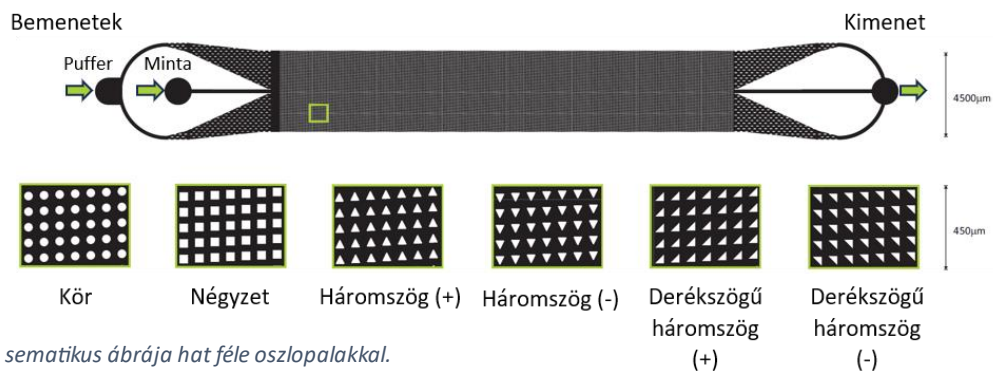 Bemenetek
Kimenet
Puffer
Minta
4500µm
450µm
Kör
Négyzet
Háromszög (+)
Háromszög (-)
Derékszögű
háromszög
(+)
Derékszögű
háromszög
(-)
sematikus ábrája hat féle oszlopalakkal.